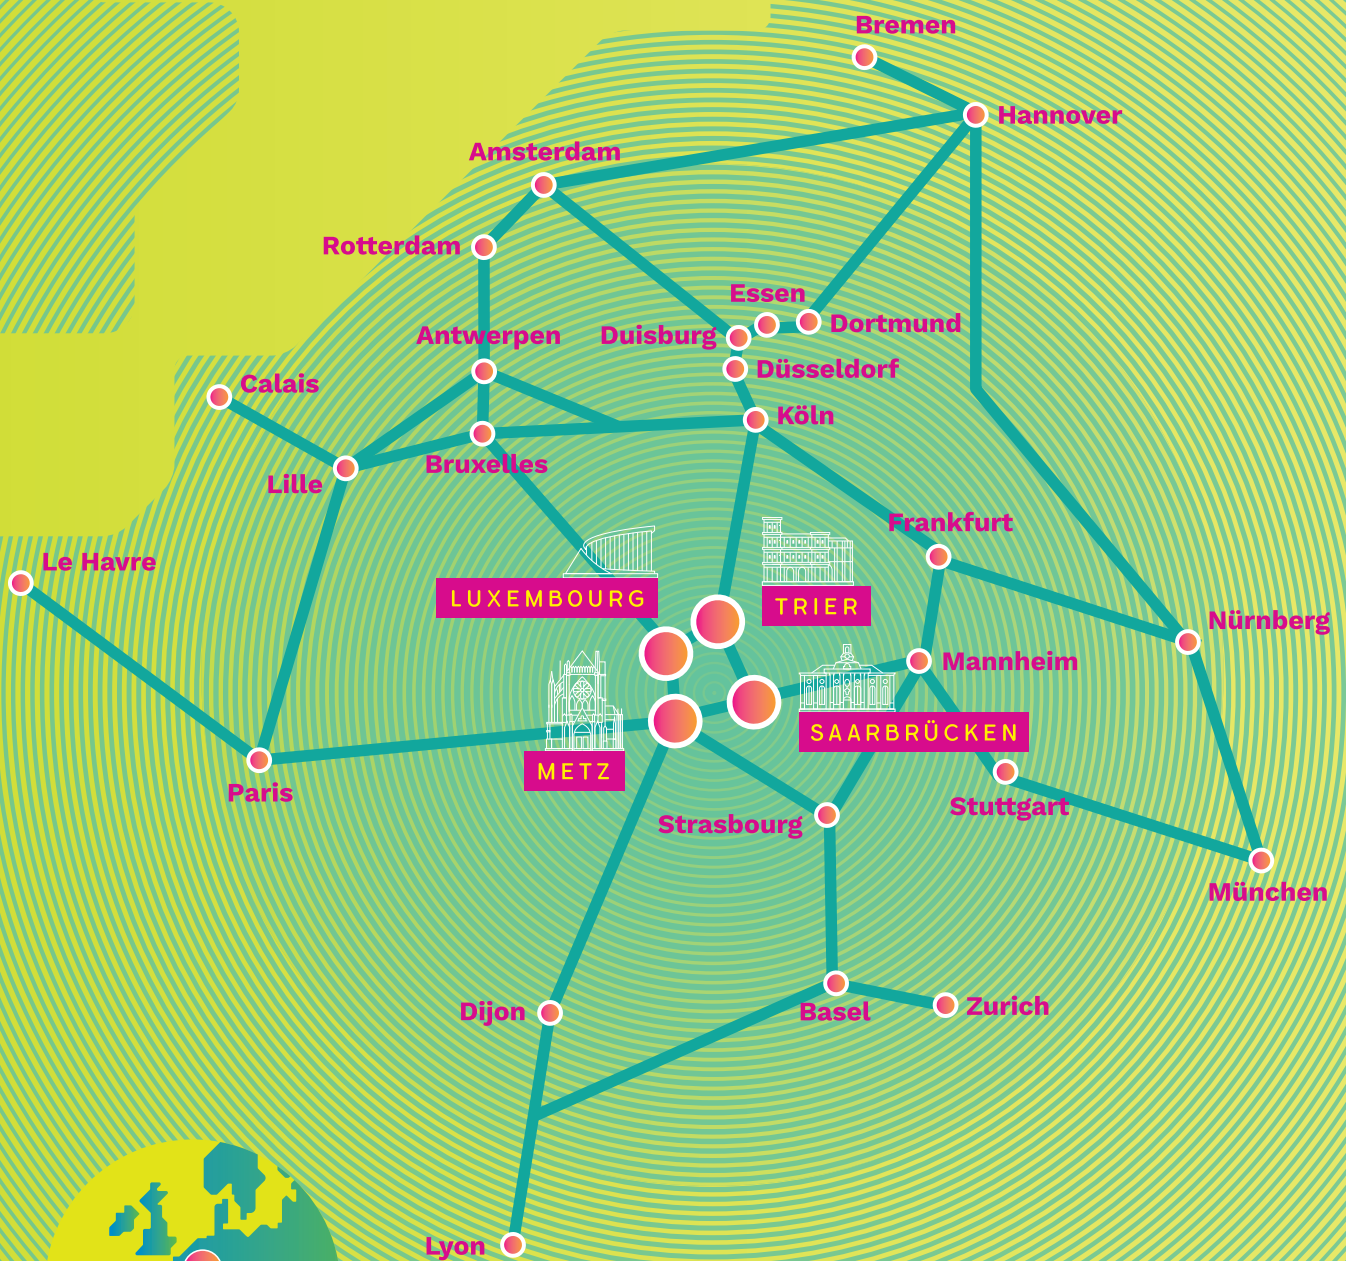 Bremen
Hannover
Amsterdam
Rotterdam
Essen
Dortmund
Antwerpen
Duisburg
Düsseldorf
Calais
Köln
Bruxelles
Lille
Frankfurt
Le Havre
LUXEMBOURG
TRIER
Nürnberg
Mannheim
SAARBRÜCKEN
METZ
Paris
Stuttgart
Strasbourg
München
Dijon
Basel
Zurich
Lyon